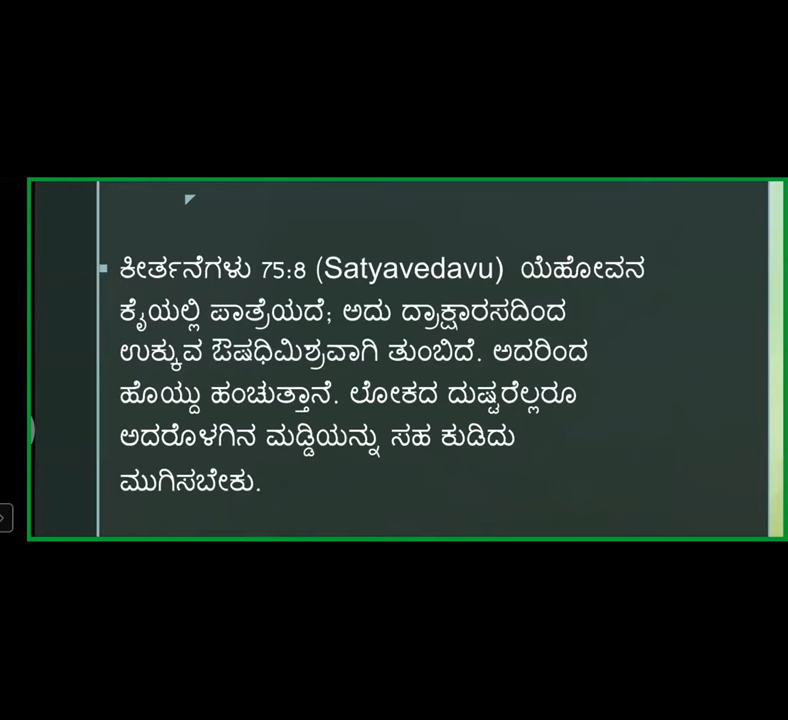 ಕೀರ್ತನೆಗಳು 75:8 (Satyavedavu) ಯೆಹೋವನ
ಕೈಯಲ್ಲಿ ಪಾತ್ರೆಯದೆ; ಅದು ದ್ರಾಕ್ಷಾರಸದಿಂದ
ಉಕ್ಕುವ ಔಷಧಿಮಿಶ್ರವಾಗಿ ತುಂಬಿದೆ. ಅದರಿಂದ
ಹೊಯ್ದು ಹಂಚುತ್ತಾನೆ. ಲೋಕದ ದುಷ್ಟರೆಲ್ಲರೂ
ಅದರೊಳಗಿನ ಮಡ್ಡಿಯನ್ನು ಸಹ ಕುಡಿದು
ಮುಗಿಸಬೇಕು.